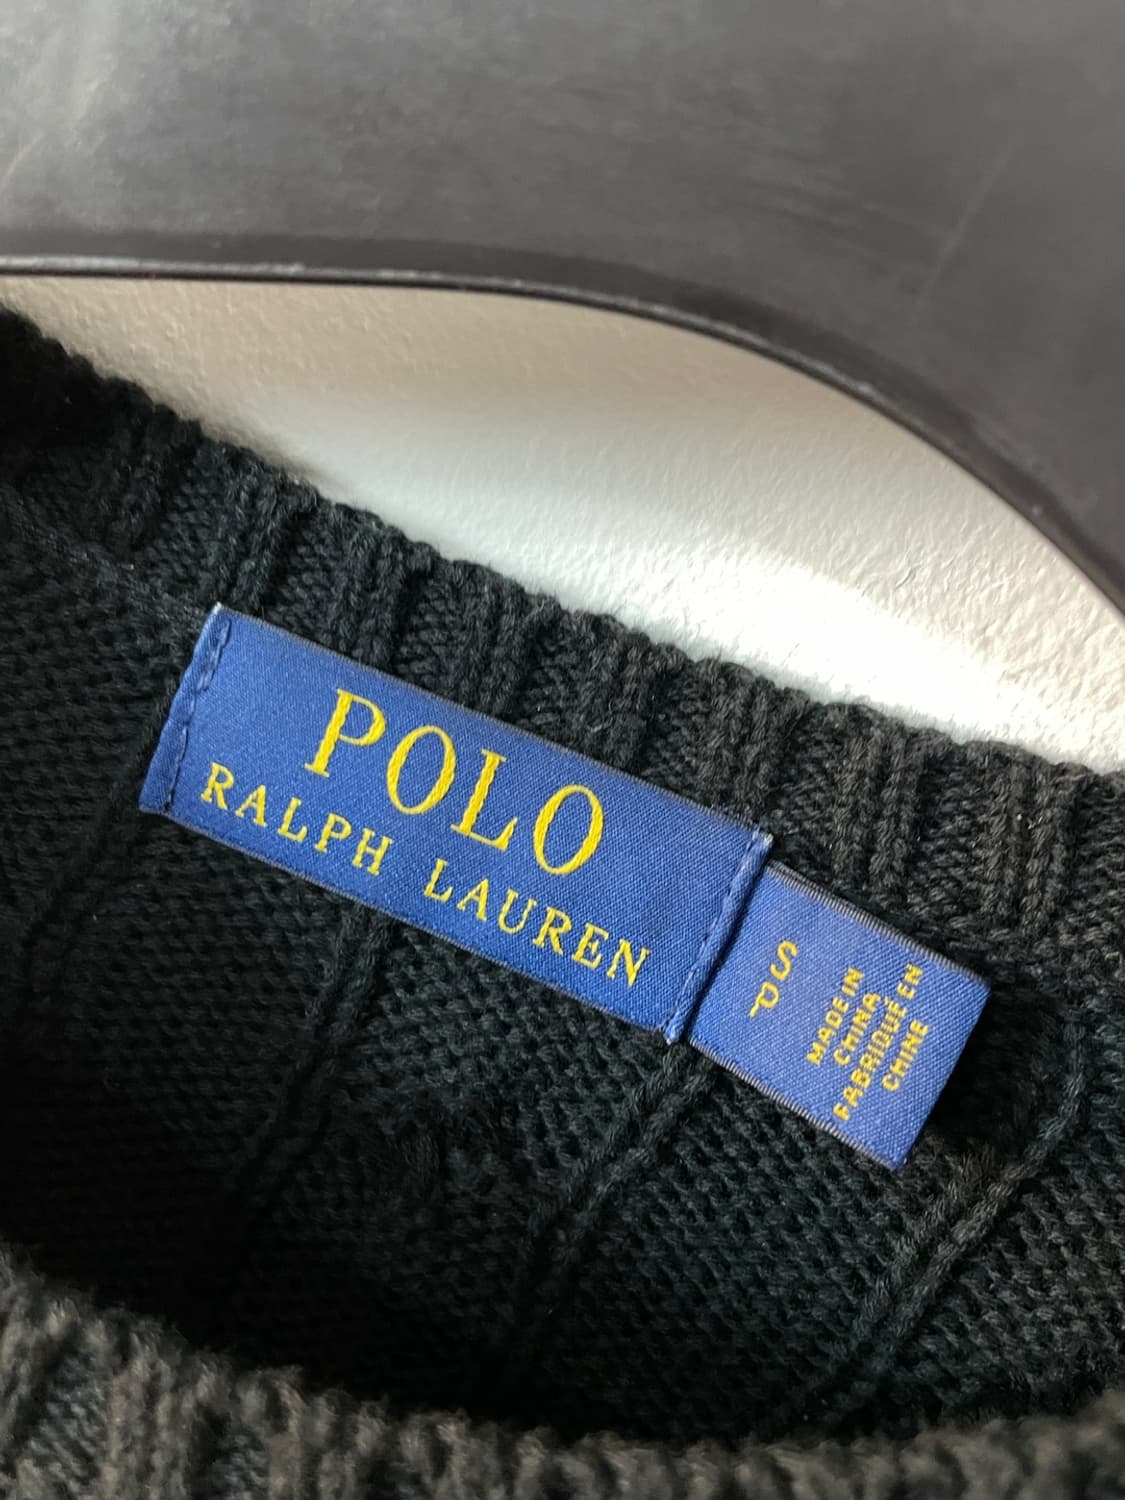 POLO
RALPH LAUREN
S
P
MADE IN
CHINA
FABRIQUÉ EN
CHINE